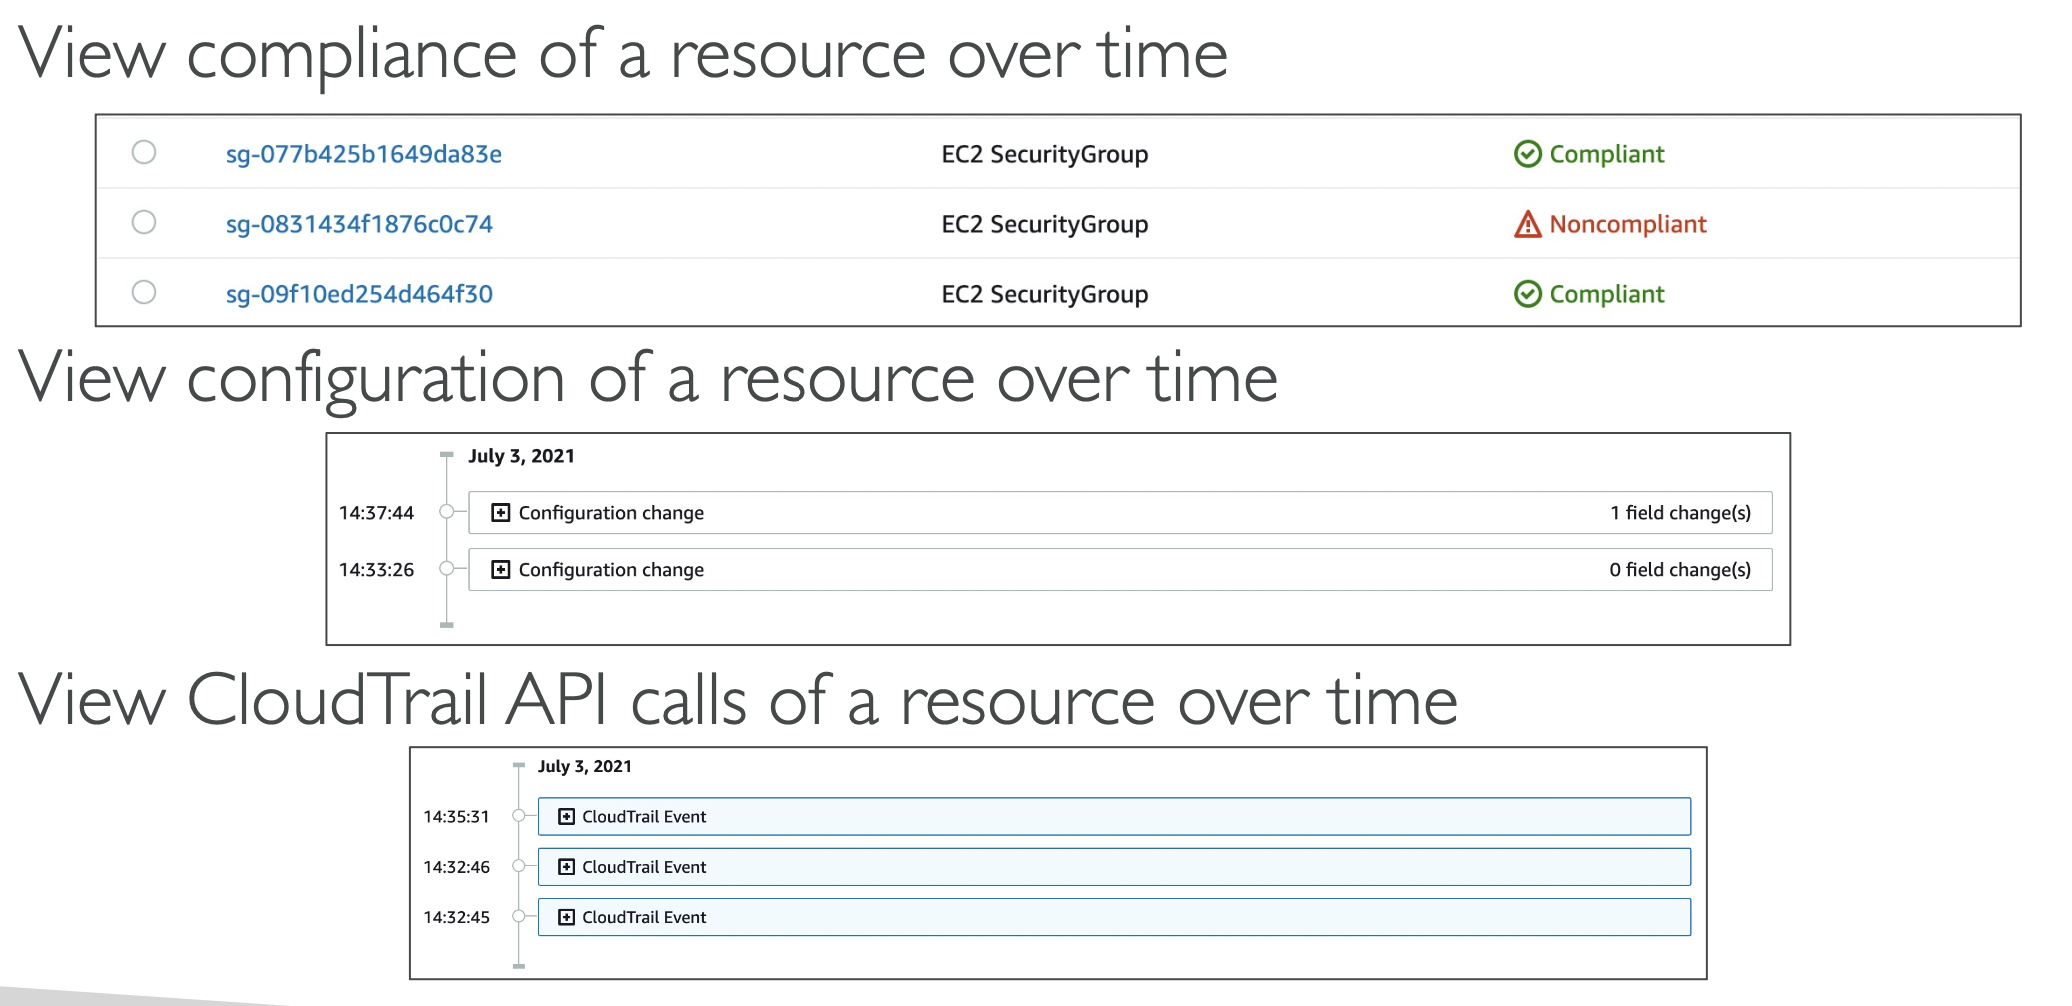 View compliance of a resource over time
sg-077b425b1649da83e EC2 SecurityGroup Compliant
sg-0831434f1876c0c74 EC2 SecurityGroup Noncompliant
sg-09f10ed254d464f30 EC2 SecurityGroup Compliant
View configuration of a resource over time
July 3, 2021
14:37:44 Configuration change 1 field change(s)
14:33:26 Configuration change 0 field change(s)
View CloudTrail API calls of a resource over time
July 3, 2021
14:35:31 CloudTrail Event
14:32:46 CloudTrail Event
14:32:45 CloudTrail Event